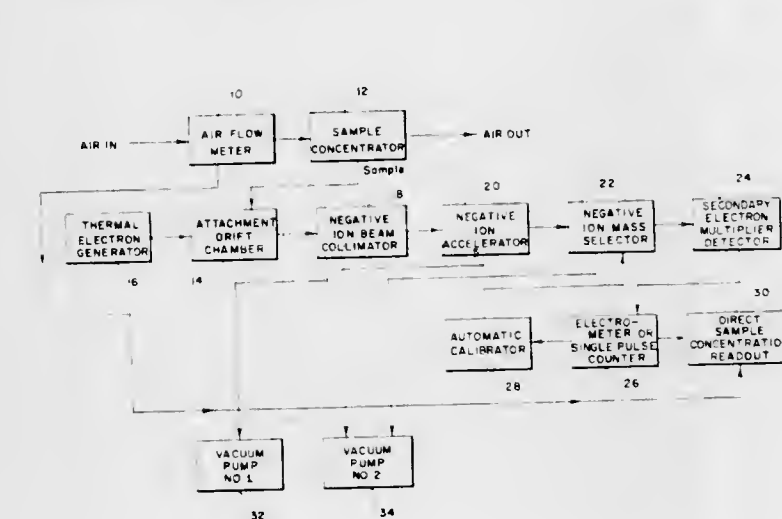 10
12
AIR IN
AIR FLOW
METER
SAMPLE
CONCENTRATOR
AIR OUT
Sample
8
20
22
24
THERMAL
ELECTRON
GENERATOR
ATTACHMENT
DRIFT
CHAMBER
NEGATIVE
ION BEAM
COLLIMATOR
NEGATIVE
ION
ACCELERATOR
NEGATIVE
ION MASS
SELECTOR
SECONDARY
ELECTRON
MULTIPLIER
DETECTOR
16
14
30
AUTOMATIC
CALIBRATOR
ELECTRO-
METER OR
SINGLE PULSE
COUNTER
DIRECT
SAMPLE
CONCENTRATIO
READOUT
28
26
VACUUM
PUMP
NO 1
VACUUM
PUMP
NO 2
32
34